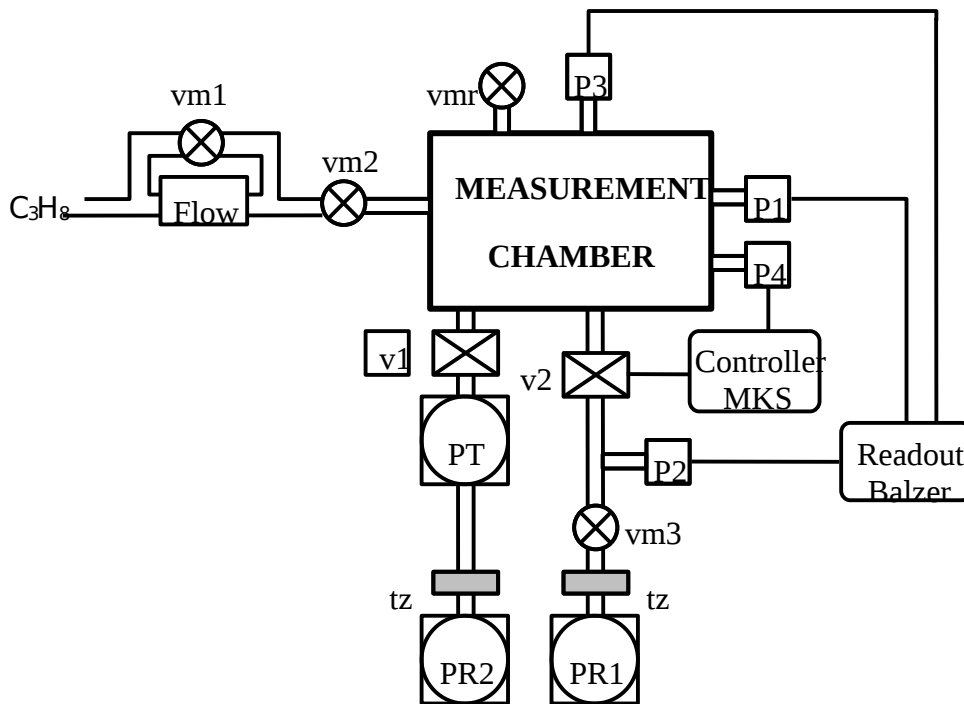 P3
vmr
vm1
vm2
MEASUREMENT
CHAMBER
C₃H₈
Flow
P1
P4
v1
v2
Controller
MKS
PT
P2
Readout
Balzer
vm3
tz
tz
PR2
PR1